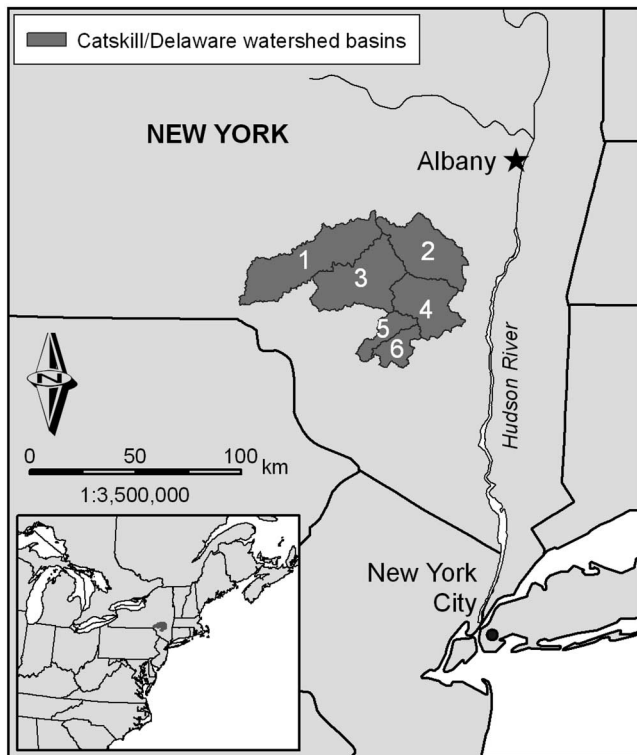 Catskill/Delaware watershed basins
NEW YORK
Albany
1
2
3
4
5
6
N
Hudson River
0 50 100
km
1:3,500,000
New York
City